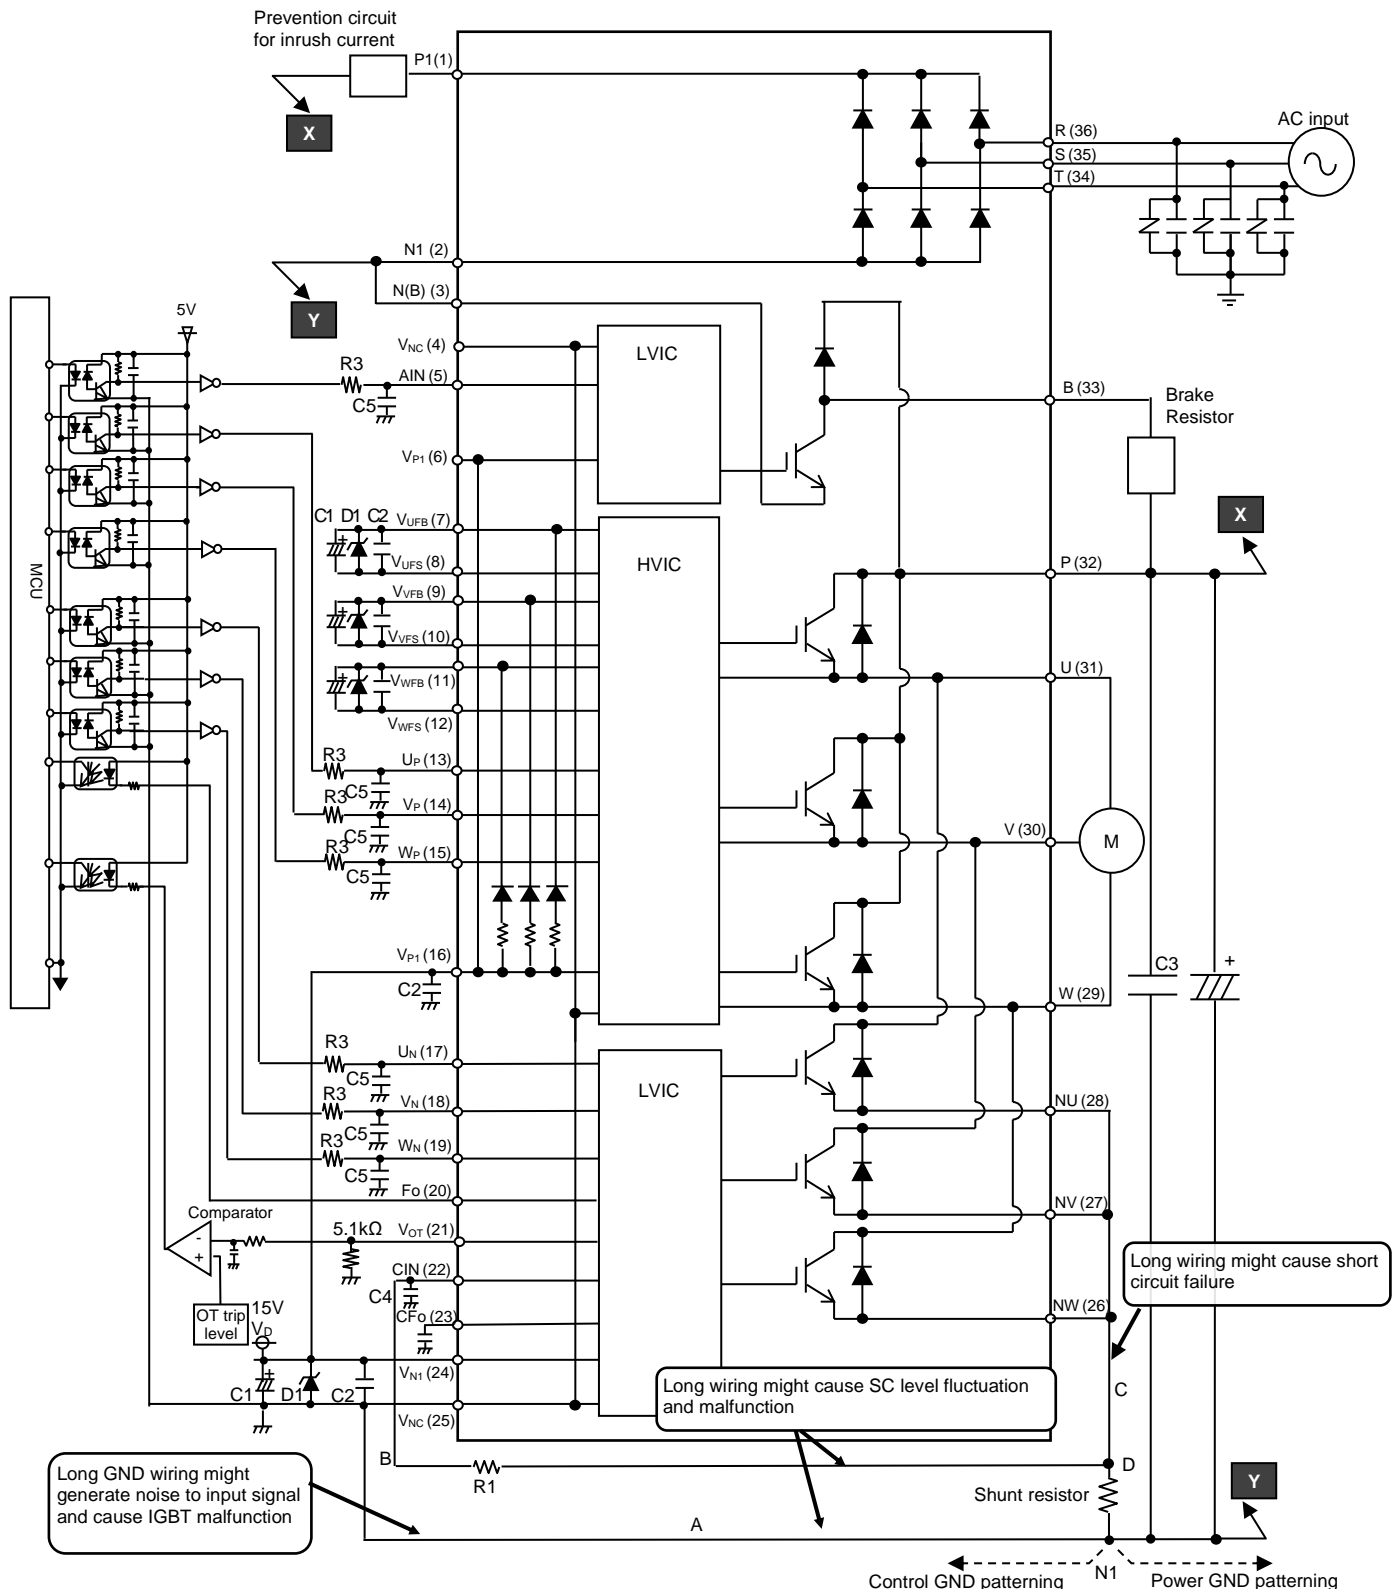 Prevention circuit
for inrush current
P1(1)
X
R (36)
AC input
S (35)
T (34)
N1 (2)
N(B) (3)
Y
5V
VNC (4)
LVIC
R3
AIN (5)
C5
B (33)
Brake
Resistor
VP1 (6)
X
C1 D1 C2
VUFB (7)
VUFS (8)
HVIC
P (32)
MCU
VVFB (9)
VVFS (10)
U (31)
VWFB (11)
VWFS (12)
R3
UP (13)
C5
R3
VP (14)
C5
R3
WP (15)
C5
V (30)
M
VP1 (16)
C2
C3
+
W (29)
R3
UN (17)
C5
LVIC
R3
VN (18)
C5
NU (28)
R3
WN (19)
C5
Fo (20)
NV (27)
Comparator
-
+
5.1kΩ
VOT (21)
Long wiring might cause short
circuit failure
CIN (22)
C4
NW (26)
OT trip
level
15V
VD
CFo (23)
VN1 (24)
C1
+
D1
C2
Long wiring might cause SC level fluctuation
and malfunction
C
VNC (25)
B
R1
D
Long GND wiring might
generate noise to input signal
and cause IGBT malfunction
Shunt resistor
Y
A
N1
Control GND patterning
Power GND patterning